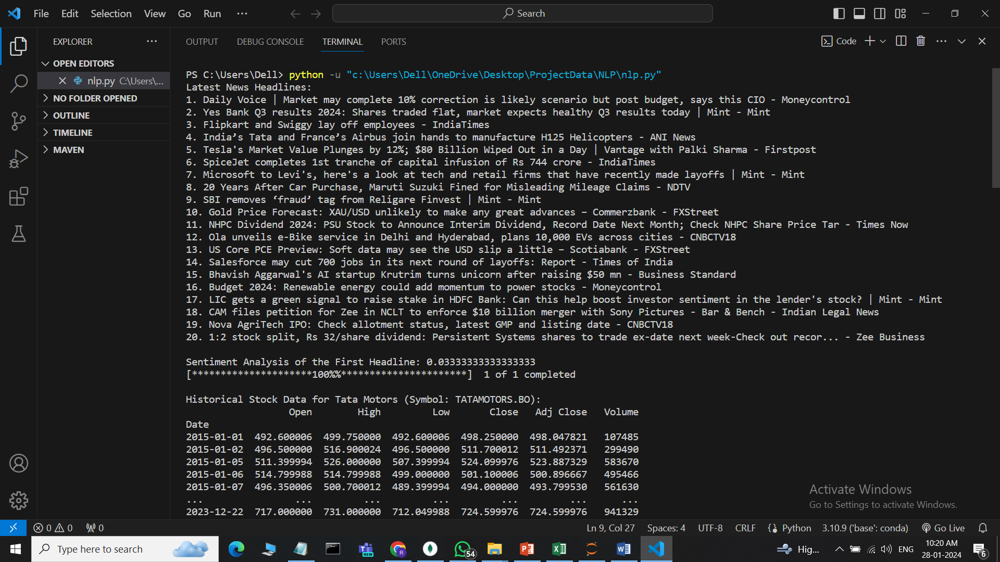 File Edit Selection View Go Run ···
Search
EXPLORER ···
OPEN EDITORS
nlp.py C:\Users\...
NO FOLDER OPENED
OUTLINE
TIMELINE
MAVEN
OUTPUT DEBUG CONSOLE TERMINAL PORTS
Code
PS C:\Users\Dell> python -u "c:\Users\Dell\OneDrive\Desktop\ProjectData\NLP\nlp.py"
Latest News Headlines:
1. Daily Voice | Market may complete 10% correction is likely scenario but post budget, says this CIO - Moneycontrol
2. Yes Bank Q3 results 2024: Shares traded flat, market expects healthy Q3 results today | Mint - Mint
3. Flipkart and Swiggy lay off employees - IndiaTimes
4. India’s Tata and France’s Airbus join hands to manufacture H125 Helicopters - ANI News
5. Tesla's Market Value Plunges by 12%; $80 Billion Wiped Out in a Day | Vantage with Palki Sharma - Firstpost
6. SpiceJet completes 1st tranche of capital infusion of Rs 744 crore - IndiaTimes
7. Microsoft to Levi's, here's a look at tech and retail firms that have recently made layoffs | Mint - Mint
8. 20 Years After Car Purchase, Maruti Suzuki Fined for Misleading Mileage Claims - NDTV
9. SBI removes ‘fraud’ tag from Religare Finvest | Mint - Mint
10. Gold Price Forecast: XAU/USD unlikely to make any great advances – Commerzbank - FXStreet
11. NHPC Dividend 2024: PSU Stock to Announce Interim Dividend, Record Date Next Month; Check NHPC Share Price Tar - Times Now
12. Ola unveils e-Bike service in Delhi and Hyderabad, plans 10,000 EVs across cities - CNBCTV18
13. US Core PCE Preview: Soft data may see the USD slip a little – Scotiabank - FXStreet
14. Salesforce may cut 700 jobs in its next round of layoffs: Report - Times of India
15. Bhavish Aggarwal's AI startup Krutrim turns unicorn after raising $50 mn - Business Standard
16. Budget 2024: Renewable energy could add momentum to power stocks - Moneycontrol
17. LIC gets a green signal to raise stake in HDFC Bank: Can this help boost investor sentiment in the lender's stock? | Mint - Mint
18. CAM files petition for Zee in NCLT to enforce $10 billion merger with Sony Pictures - Bar & Bench - Indian Legal News
19. Nova AgriTech IPO: Check allotment status, latest GMP and listing date - CNBCTV18
20. 1:2 stock split, Rs 32/share dividend: Persistent Systems shares to trade ex-date next week-Check out recor... - Zee Business
Sentiment Analysis of the First Headline: 0.03333333333333333
[*********************100%%**********************]  1 of 1 completed
Historical Stock Data for Tata Motors (Symbol: TATAMOTORS.BO):
Open High Low Close Adj Close Volume
Date
2015-01-01 492.600006 499.750000 492.600006 498.250000 498.047821 107485
2015-01-02 496.500000 516.900024 496.500000 511.700012 511.492371 299490
2015-01-05 511.399994 526.000000 507.399994 524.099976 523.887329 583670
2015-01-06 514.799988 514.799988 499.000000 501.100006 500.896667 495466
2015-01-07 496.350006 500.700012 489.399994 494.000000 493.799530 561630
... ... ... ... ... ... ...
2023-12-22 717.000000 731.000000 712.049988 724.599976 724.599976 941329
Activate Windows
Go to Settings to activate Windows.
0 0 0 Ln 9, Col 27 Spaces: 4 UTF-8 CRLF Python 3.10.9 ('base': conda) Go Live
Type here to search
NEW
R
54
Hig...
ENG
10:20 AM
28-01-2024
6